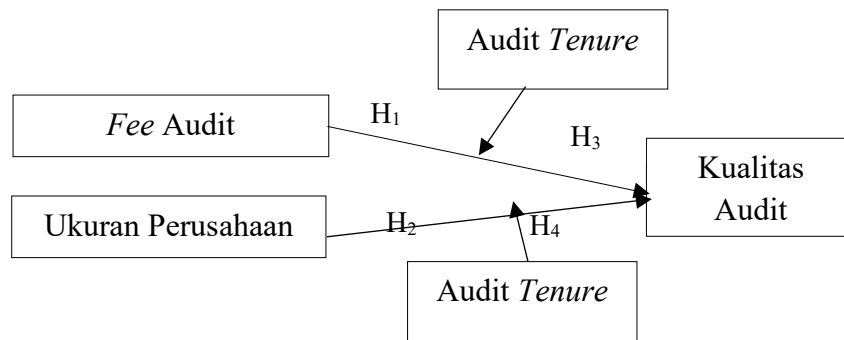 Audit Tenure
H₁
Fee Audit
H₃
Kualitas
Audit
Ukuran Perusahaan
H₂
H₄
Audit Tenure